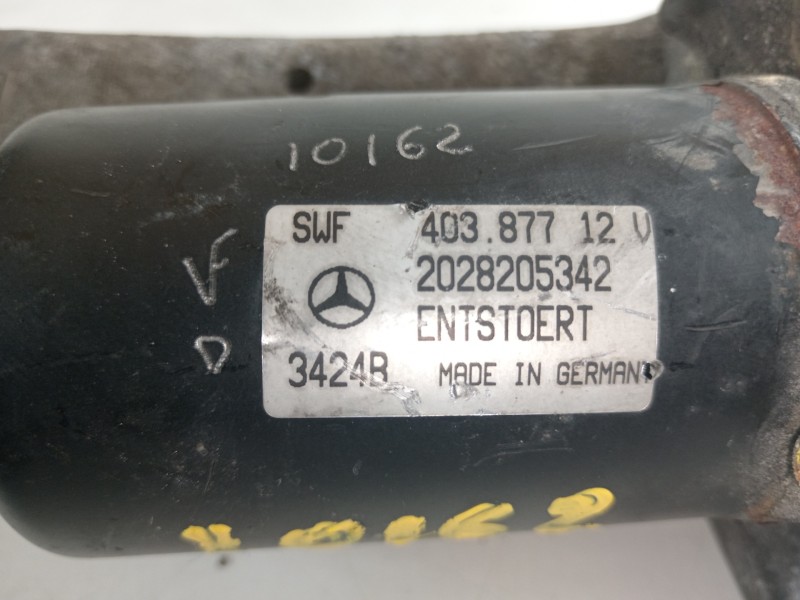 10162
VF
D
SWF 403.877 12 V
2028205342
ENTSTOERT
3424B MADE IN GERMANY